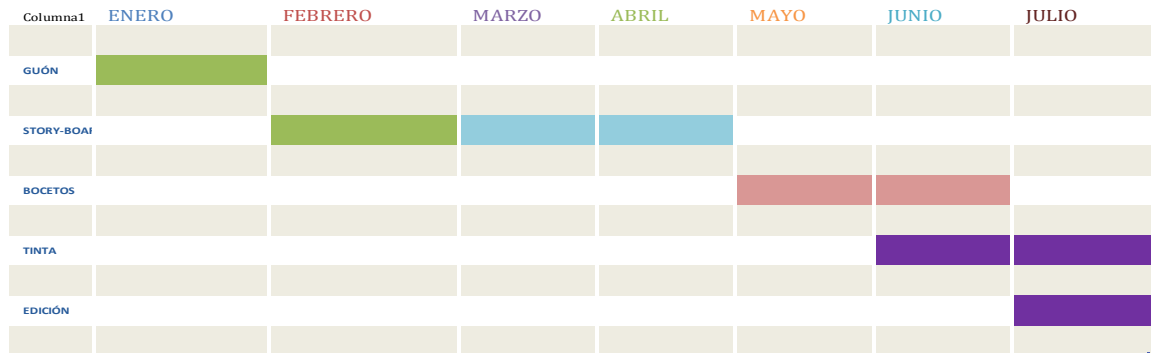 Columna1 ENERO FEBRERO MARZO ABRIL MAYO JUNIO JULIO
GUÓN
STORY-BOAR
BOCETOS
TINTA
EDICIÓN